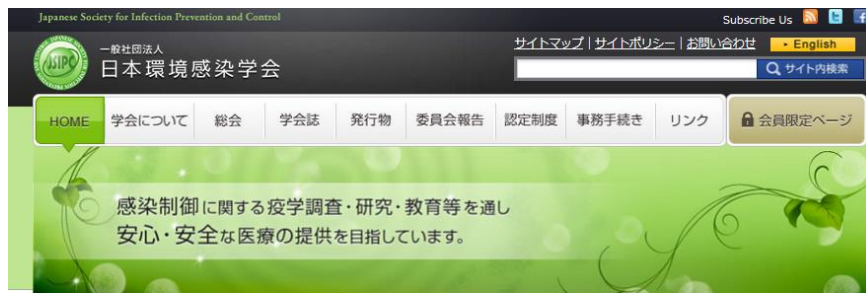 Japanese Society for Infection Prevention and Control
Subscribe Us
サイトマップ | サイトポリシー | お問い合わせ
English
JSIPC
一般社団法人
日本環境感染学会
サイト内検索
HOME 学会について 総会 学会誌 発行物 委員会報告 認定制度 事務手続き リンク 会員限定ページ
感染制御に関する疫学調査・研究・教育等を通し
安心・安全な医療の提供を目指しています。